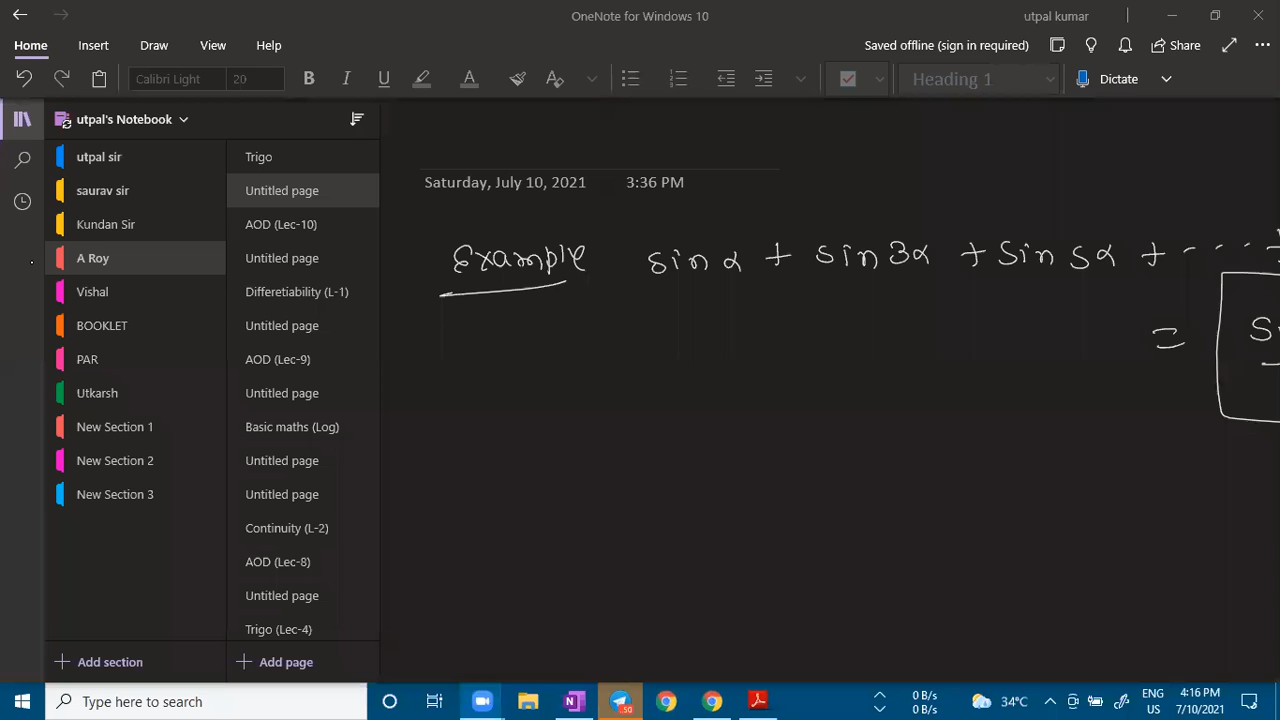 OneNote for Windows 10
utpal kumar
Home Insert Draw View Help
Saved offline (sign in required) Share
Calibri Light 20 B I U A Heading 1 Dictate
utpal's Notebook
utpal sir
saurav sir
Kundan Sir
A Roy
Vishal
BOOKLET
PAR
Utkarsh
New Section 1
New Section 2
New Section 3
Add section
Trigo
Untitled page
AOD (Lec-10)
Untitled page
Differetiability (L-1)
Untitled page
AOD (Lec-9)
Untitled page
Basic maths (Log)
Untitled page
Untitled page
Continuity (L-2)
AOD (Lec-8)
Untitled page
Trigo (Lec-4)
Add page
Saturday, July 10, 2021 3:36 PM
Example sin α + sin 3α + sin 5α + ---- +
=
Type here to search
SG
0 B/s
0 B/s
34°C
ENG
IN
4:16 PM
7/10/2021